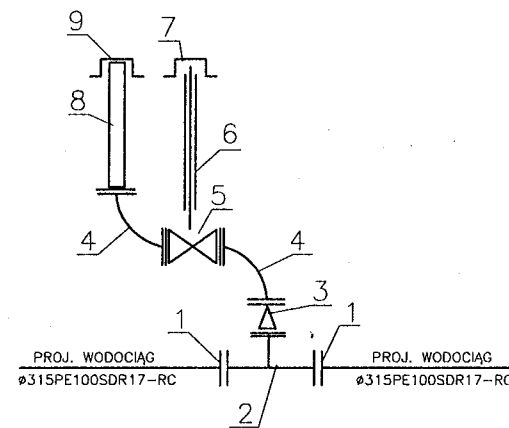 9
7
8
6
5
4
4
3
1
1
PROJ. WODOCIĄG
PROJ. WODOCIĄG
ø315PE100SDR17-RC
ø315PE100SDR17-RC
2